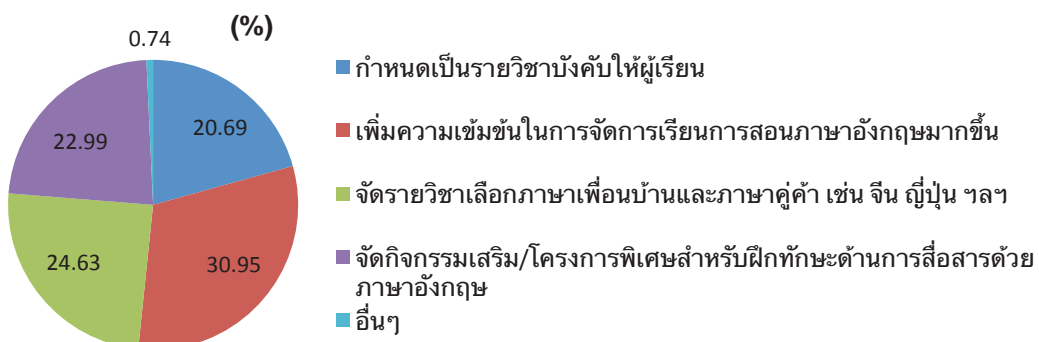 (%)
0.74
20.69
22.99
24.63
30.95
กำหนดเป็นรายวิชาบังคับให้ผู้เรียน
เพิ่มความเข้มข้นในการจัดการเรียนการสอนภาษาอังกฤษมากขึ้น
จัดรายวิชาเลือกภาษาเพื่อนบ้านและภาษาคู่ค้า เช่น จีน ญี่ปุ่น ฯลฯ
จัดกิจกรรมเสริม/โครงการพิเศษสำหรับฝึกทักษะด้านการสื่อสารด้วย
ภาษาอังกฤษ
อื่นๆ